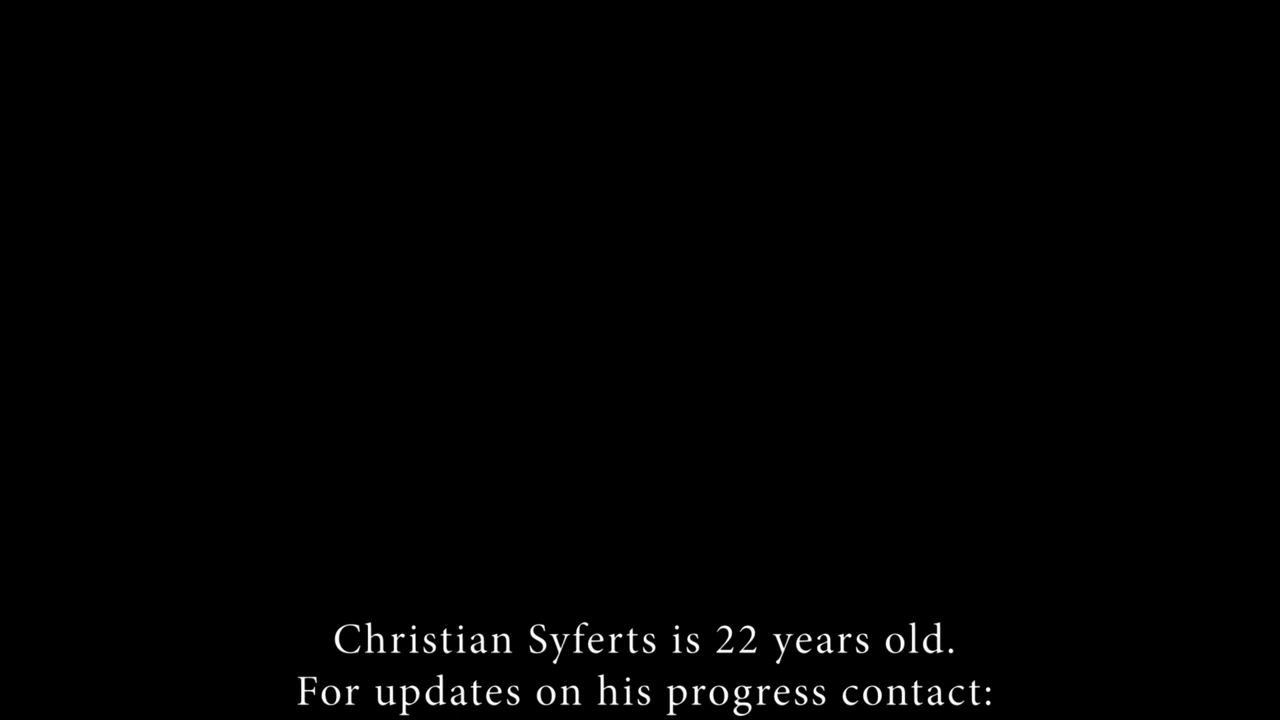 Christian Syferts is 22 years old.
For updates on his progress contact: